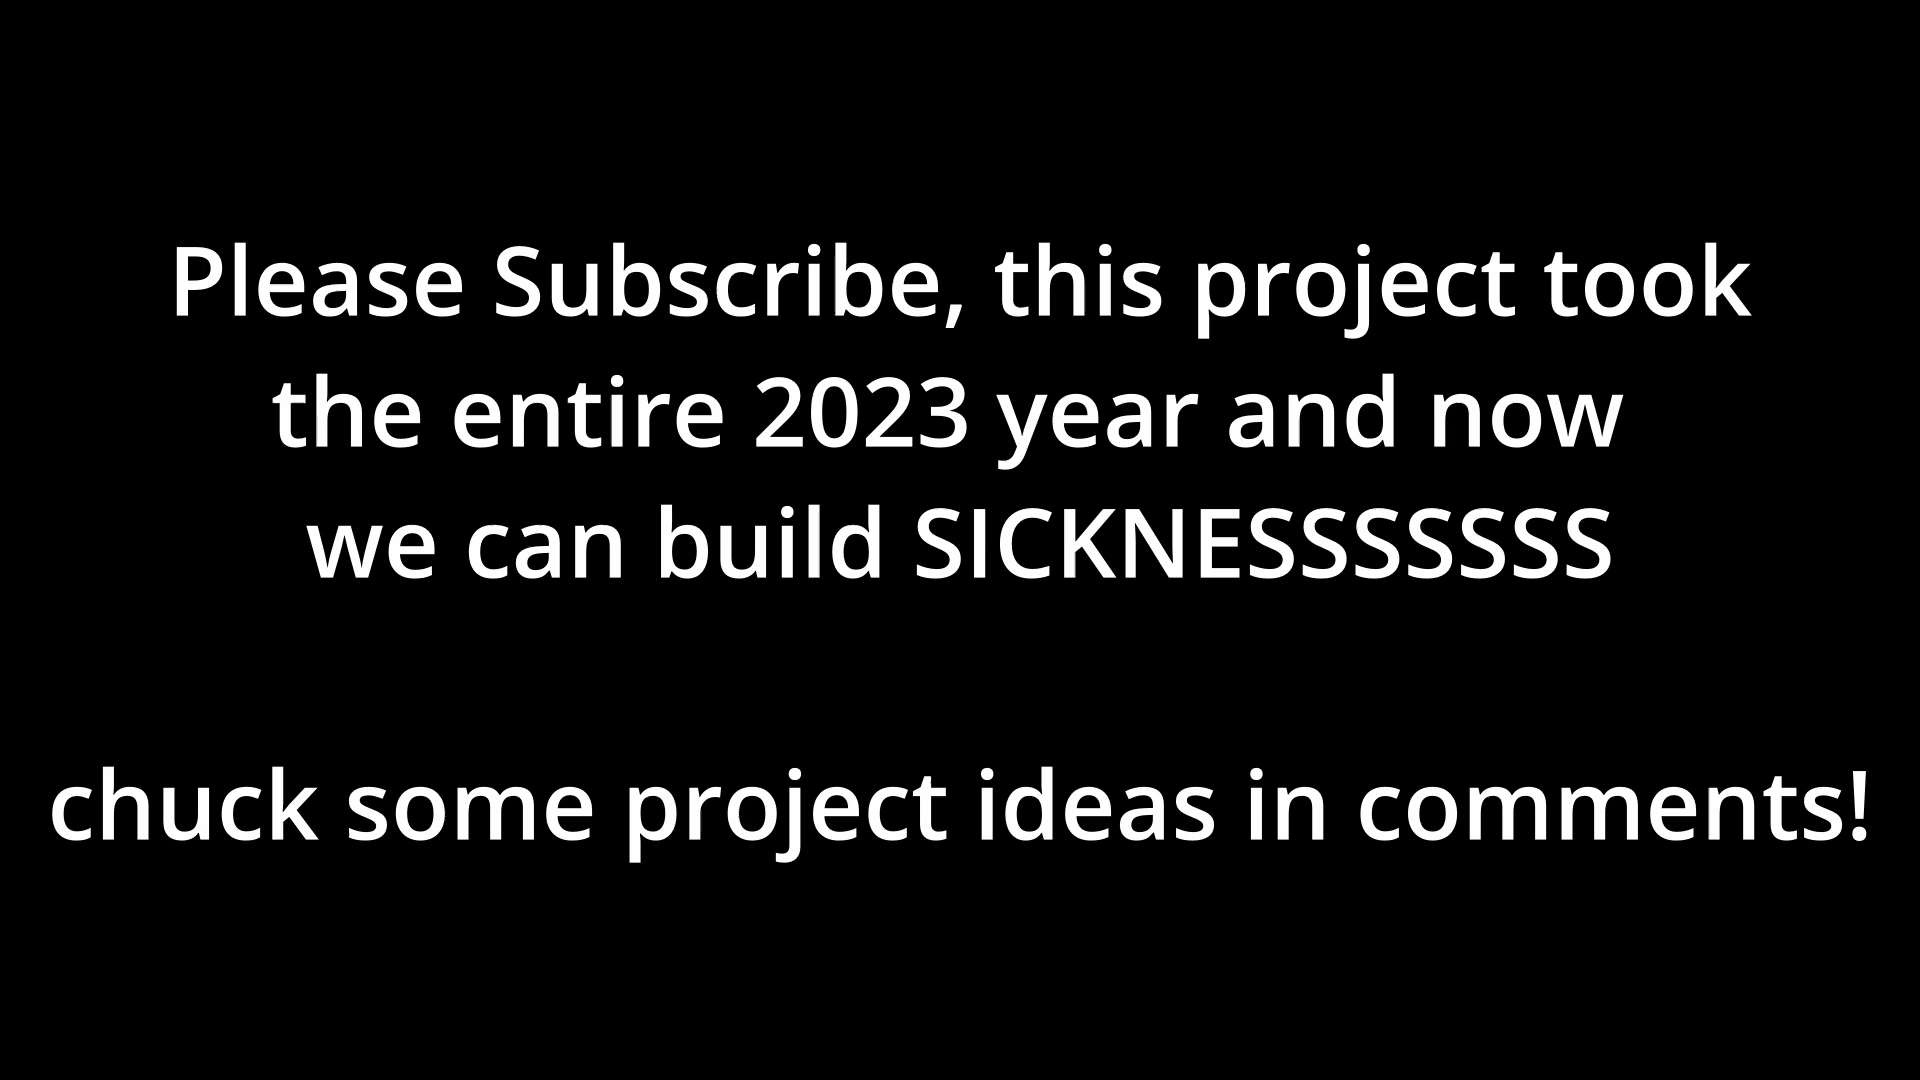 Please Subscribe, this project took
the entire 2023 year and now
we can build SICKNESSSSSSS
chuck some project ideas in comments!